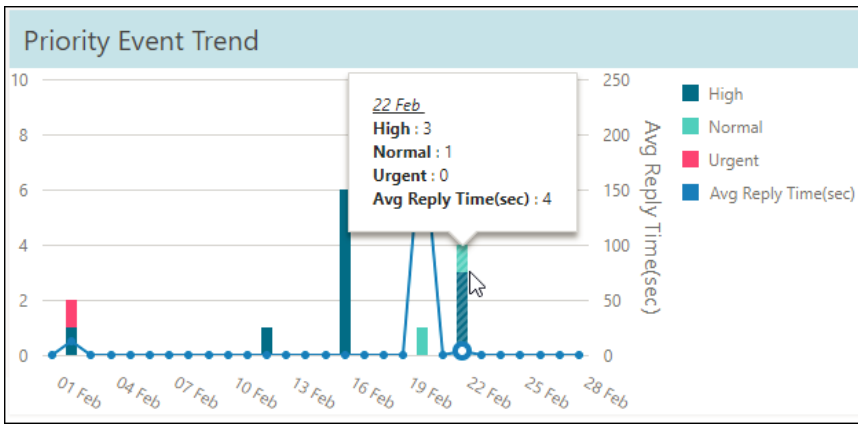 Priority Event Trend
10
8
6
4
2
0
22 Feb
High : 3
Normal : 1
Urgent : 0
Avg Reply Time(sec) : 4
250
200
150
100
50
0
Avg Reply Time(sec)
High
Normal
Urgent
Avg Reply Time(sec)
01 Feb
04 Feb
07 Feb
10 Feb
13 Feb
16 Feb
19 Feb
22 Feb
25 Feb
28 Feb